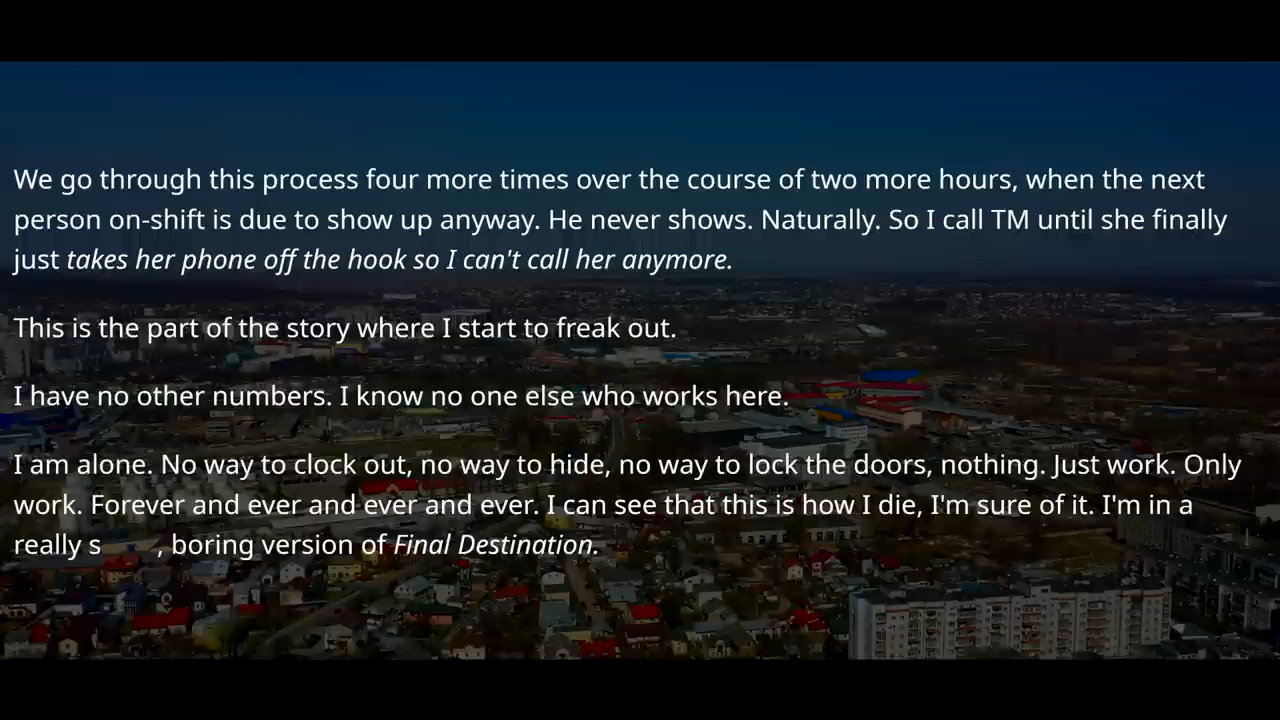 We go through this process four more times over the course of two more hours, when the next
person on-shift is due to show up anyway. He never shows. Naturally. So I call TM until she finally
just takes her phone off the hook so I can't call her anymore.
This is the part of the story where I start to freak out.
I have no other numbers. I know no one else who works here.
I am alone. No way to clock out, no way to hide, no way to lock the doors, nothing. Just work. Only
work. Forever and ever and ever and ever. I can see that this is how I die, I'm sure of it. I'm in a
really s , boring version of Final Destination.